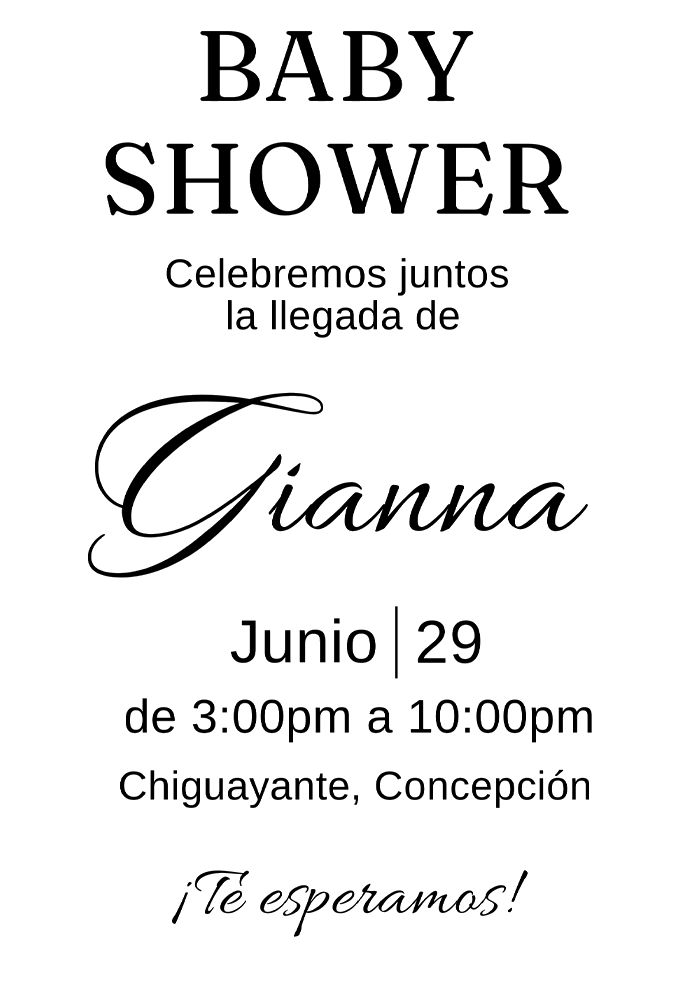 BABY
SHOWER
Celebremos juntos
la llegada de
Gianna
Junio | 29
de 3:00pm a 10:00pm
Chiguayante, Concepción
¡Té esperamos!